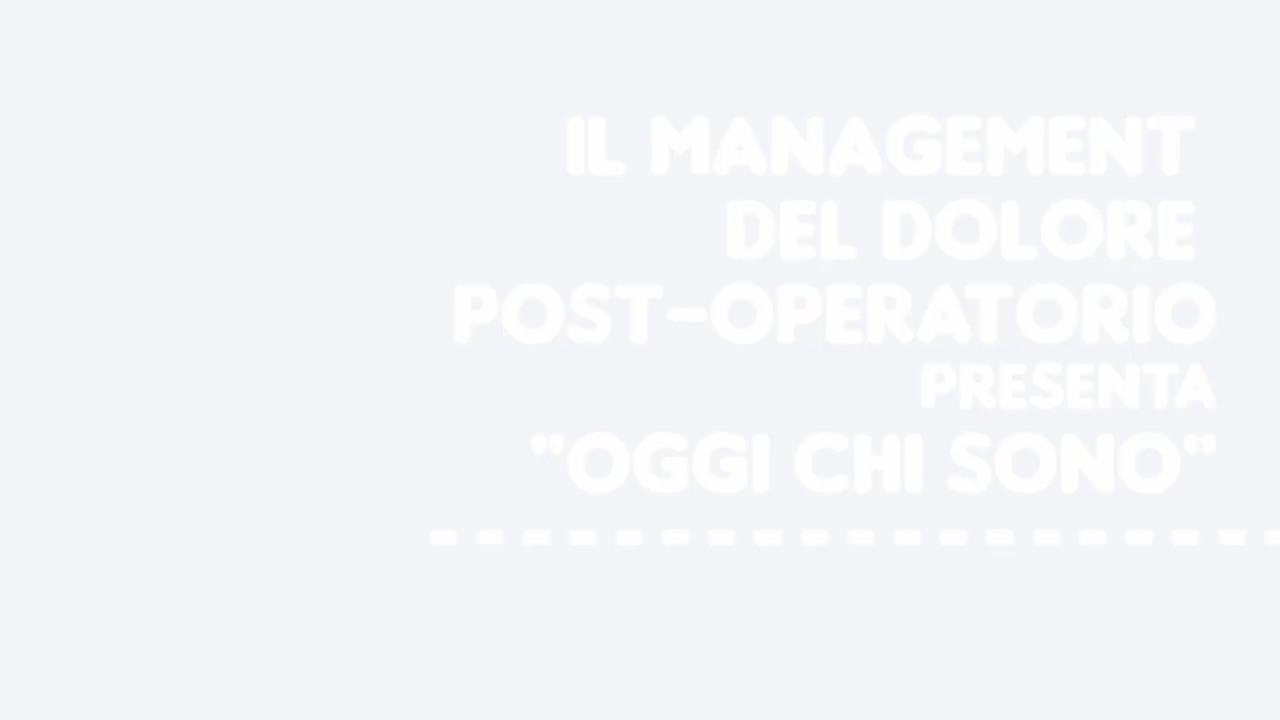 IL MANAGEMENT
DEL DOLORE
POST-OPERATORIO
PRESENTA
"OGGI CHI SONO"